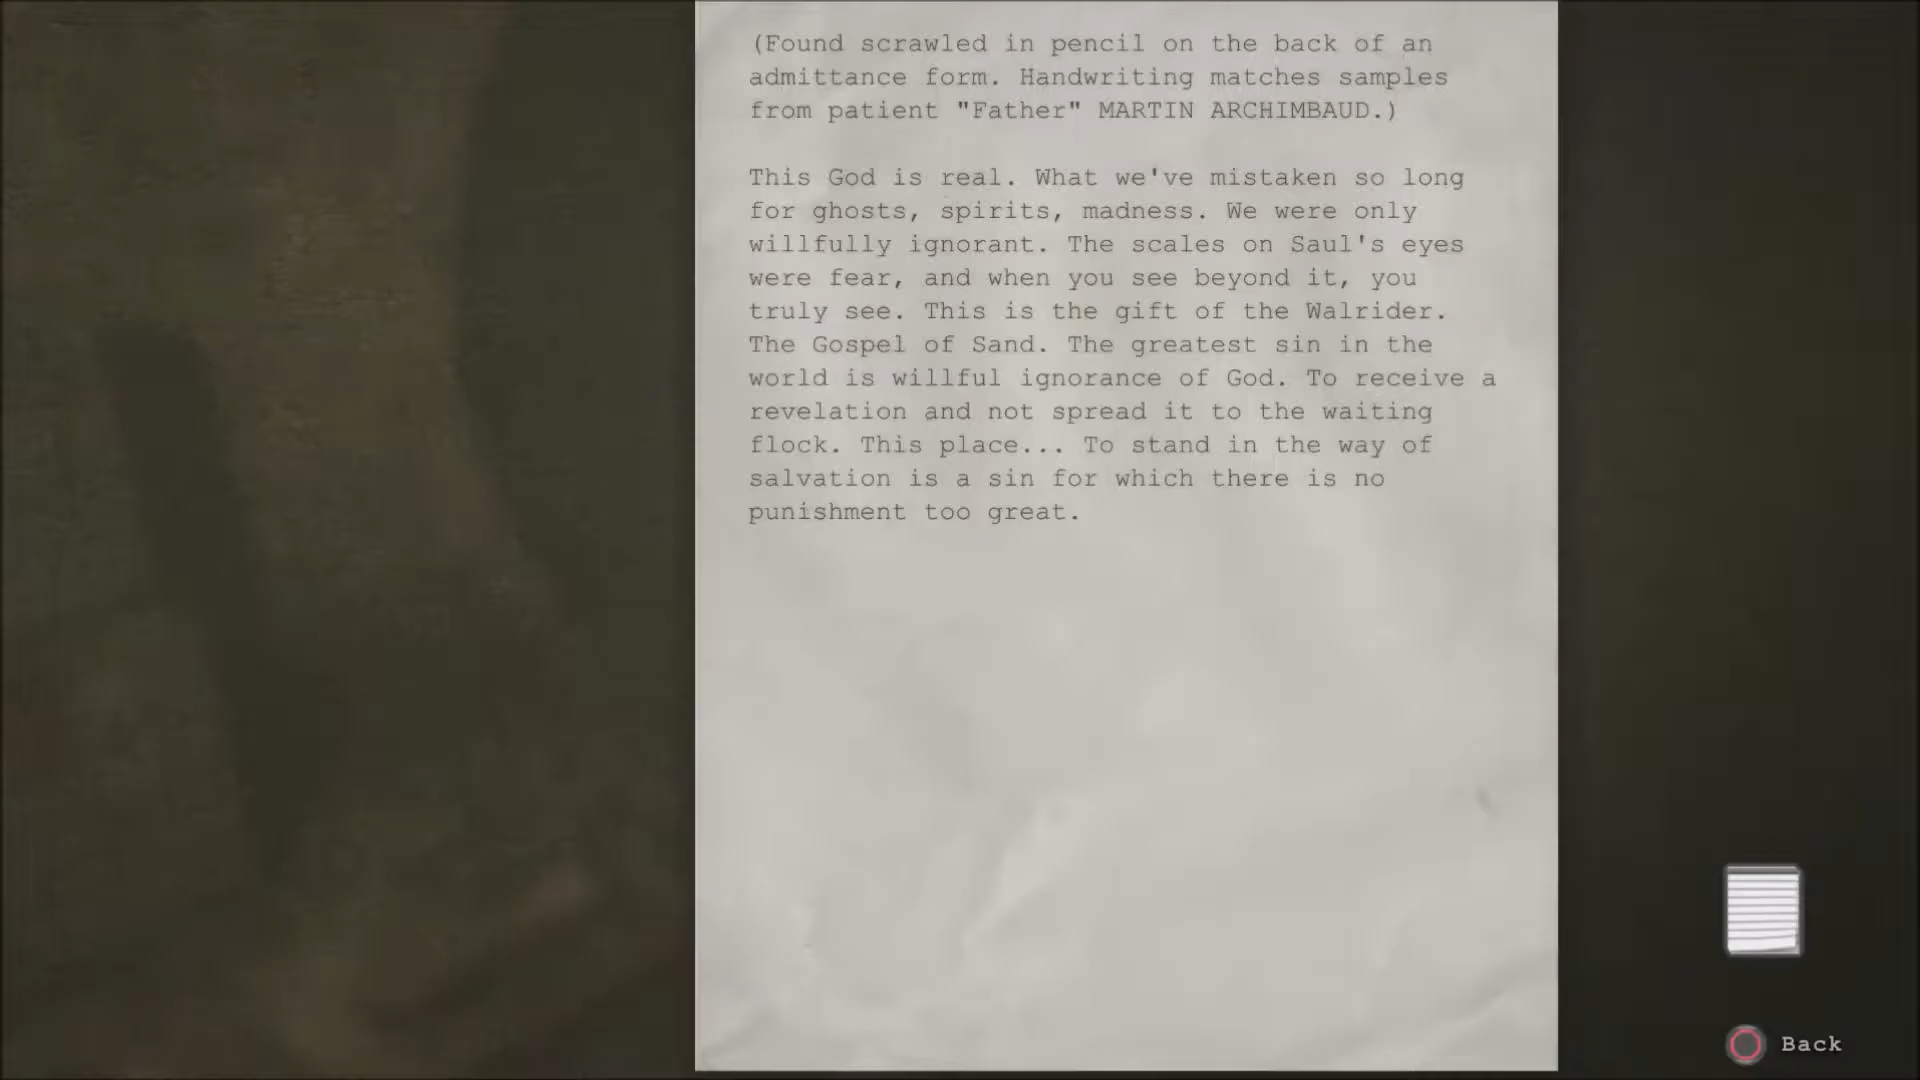 (Found scrawled in pencil on the back of an
admittance form. Handwriting matches samples
from patient "Father" MARTIN ARCHIMBAUD.)
This God is real. What we've mistaken so long
for ghosts, spirits, madness. We were only
willfully ignorant. The scales on Saul's eyes
were fear, and when you see beyond it, you
truly see. This is the gift of the Walrider.
The Gospel of Sand. The greatest sin in the
world is willful ignorance of God. To receive a
revelation and not spread it to the waiting
flock. This place... To stand in the way of
salvation is a sin for which there is no
punishment too great.
Back